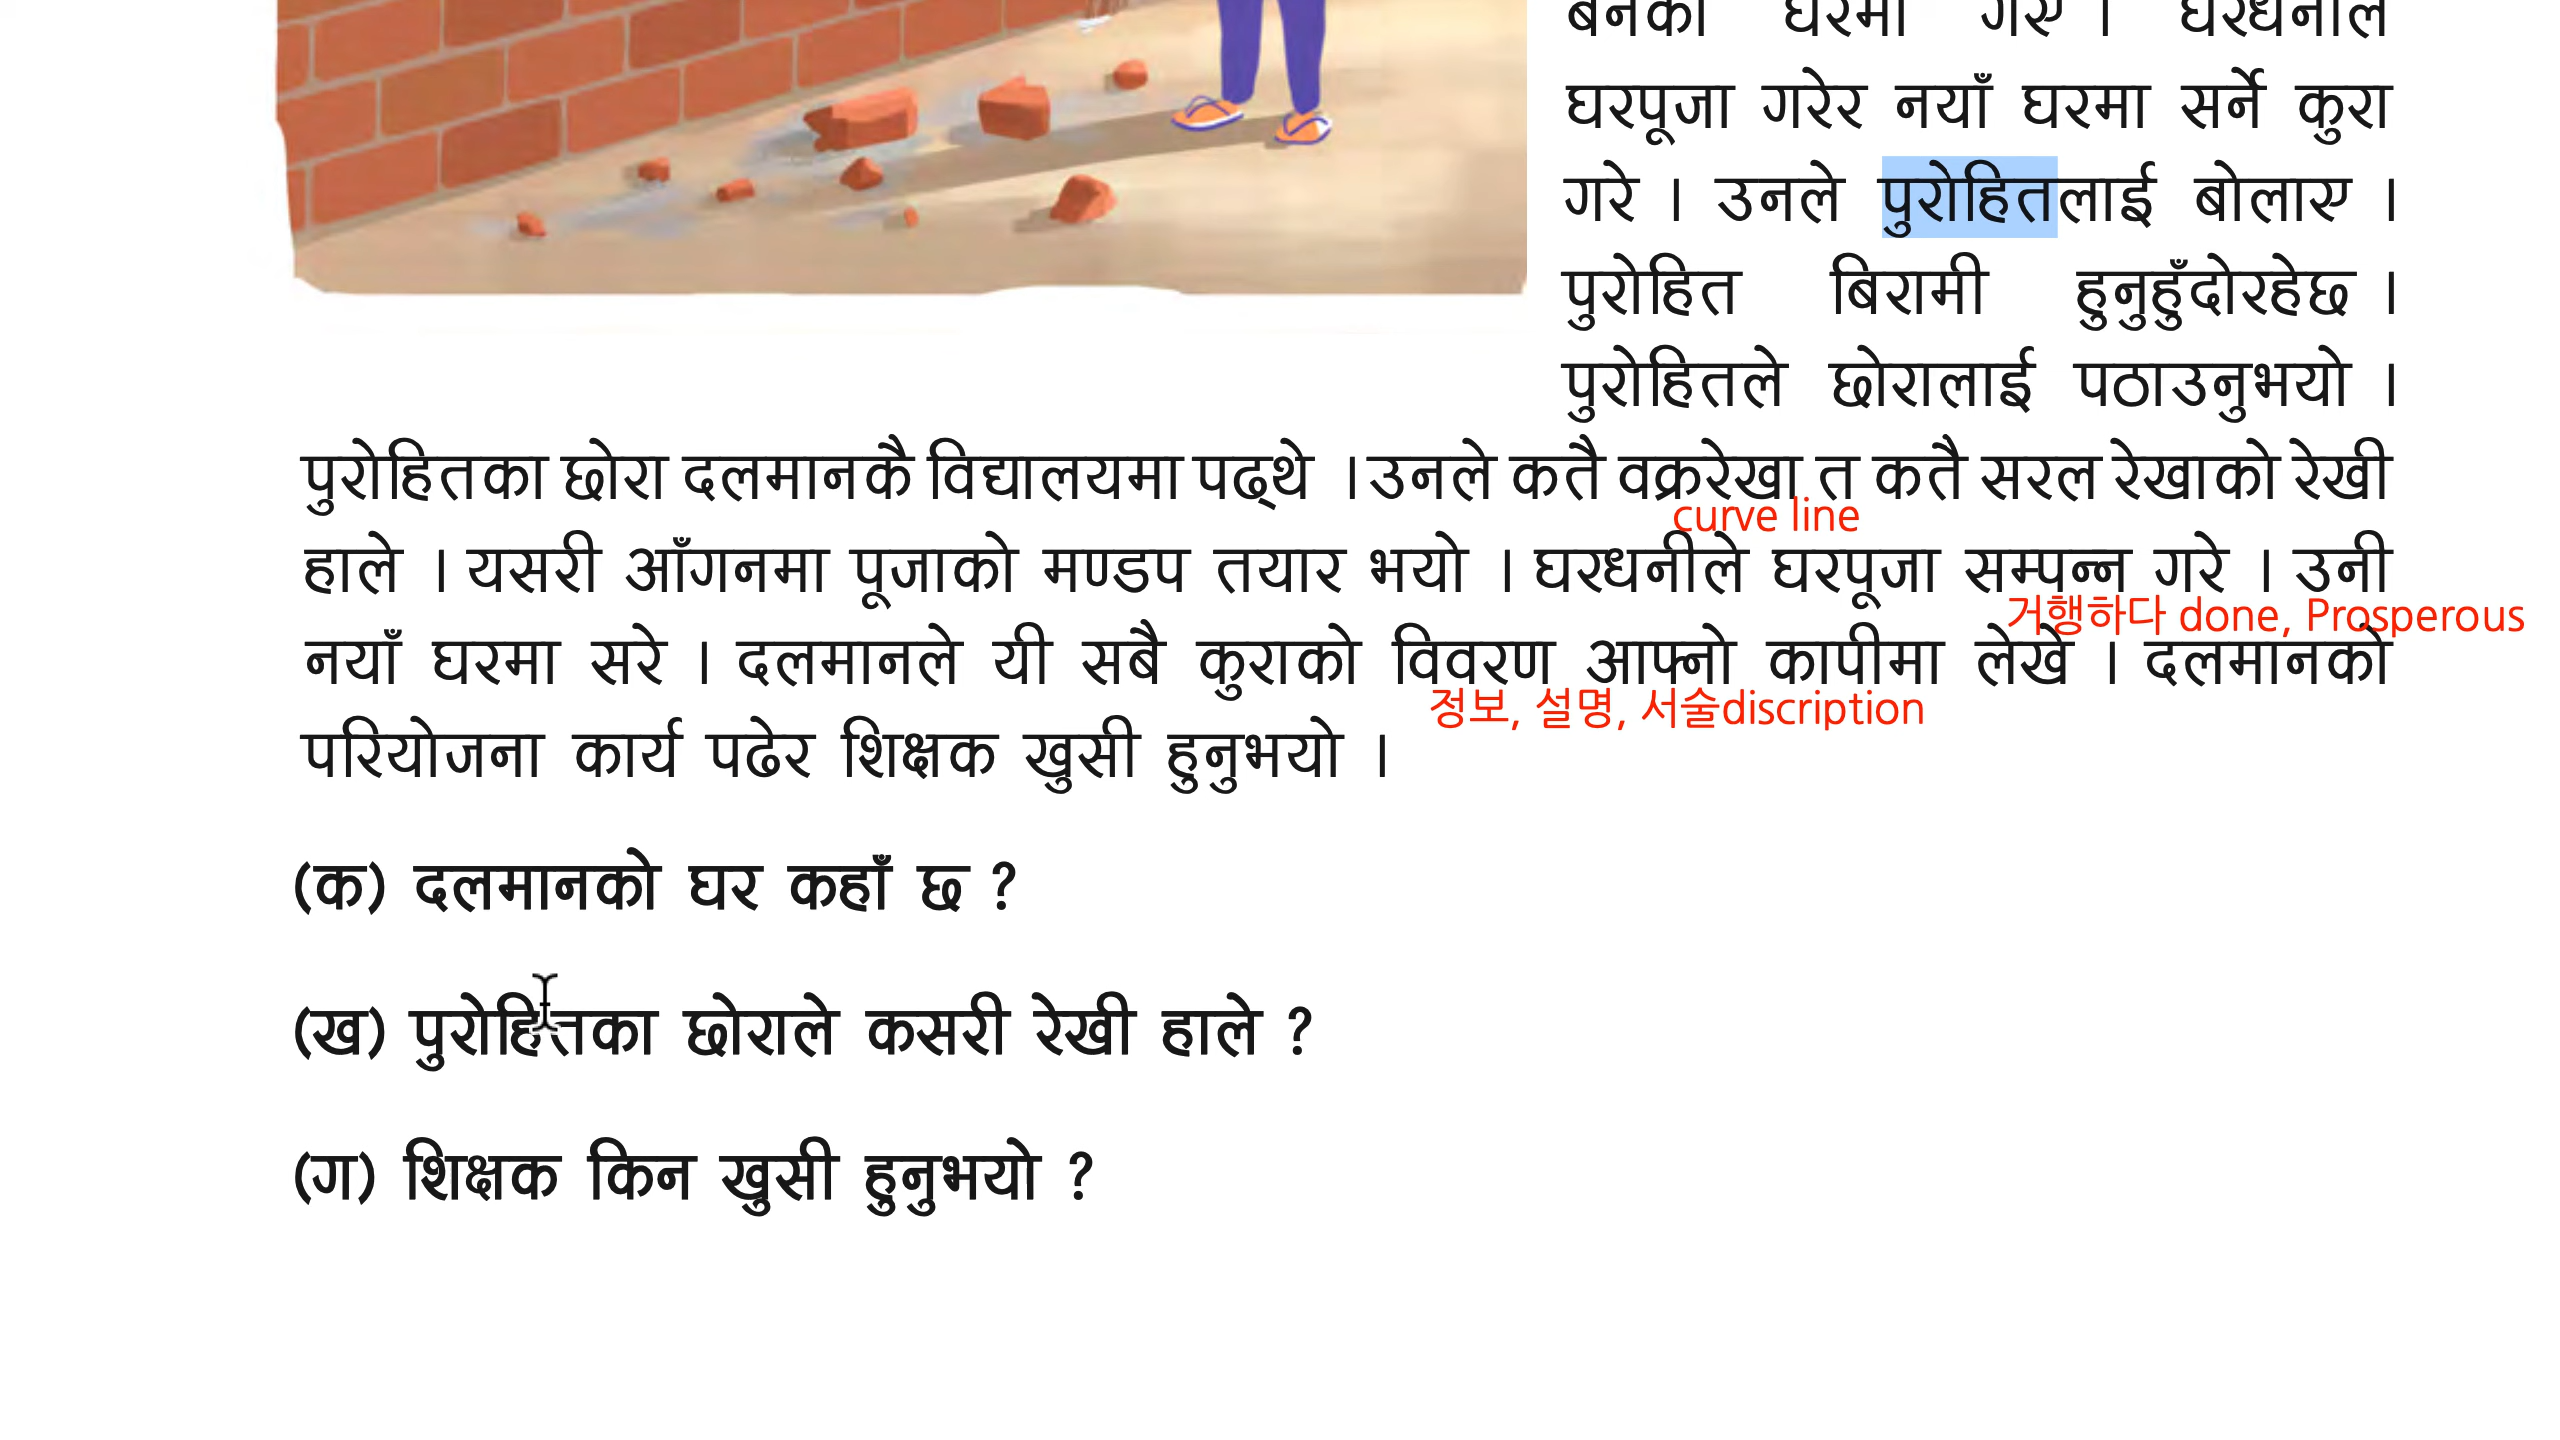 बनेको घरमा गए । घरधनीले
घरपूजा गरेर नयाँ घरमा सर्ने कुरा
गरे । उनले पुरोहितलाई बोलाए ।
पुरोहित बिरामी हुनुहुँदोरहेछ ।
पुरोहितले छोरालाई पठाउनुभयो ।
पुरोहितका छोरा दलमानकै विद्यालयमा पढ्थे । उनले कतै वक्ररेखा त कतै सरल रेखाको रेखी
curve line
हाले । यसरी आँगनमा पूजाको मण्डप तयार भयो । घरधनीले घरपूजा सम्पन्न गरे । उनी
거행하다 done, Prosperous
नयाँ घरमा सरे । दलमानले यी सबै कुराको विवरण आफ्नो कापीमा लेखे । दलमानको
정보, 설명, 서술discription
परियोजना कार्य पढेर शिक्षक खुसी हुनुभयो ।
(क) दलमानको घर कहाँ छ ?
(ख) पुरोहितका छोराले कसरी रेखी हाले ?
(ग) शिक्षक किन खुसी हुनुभयो ?